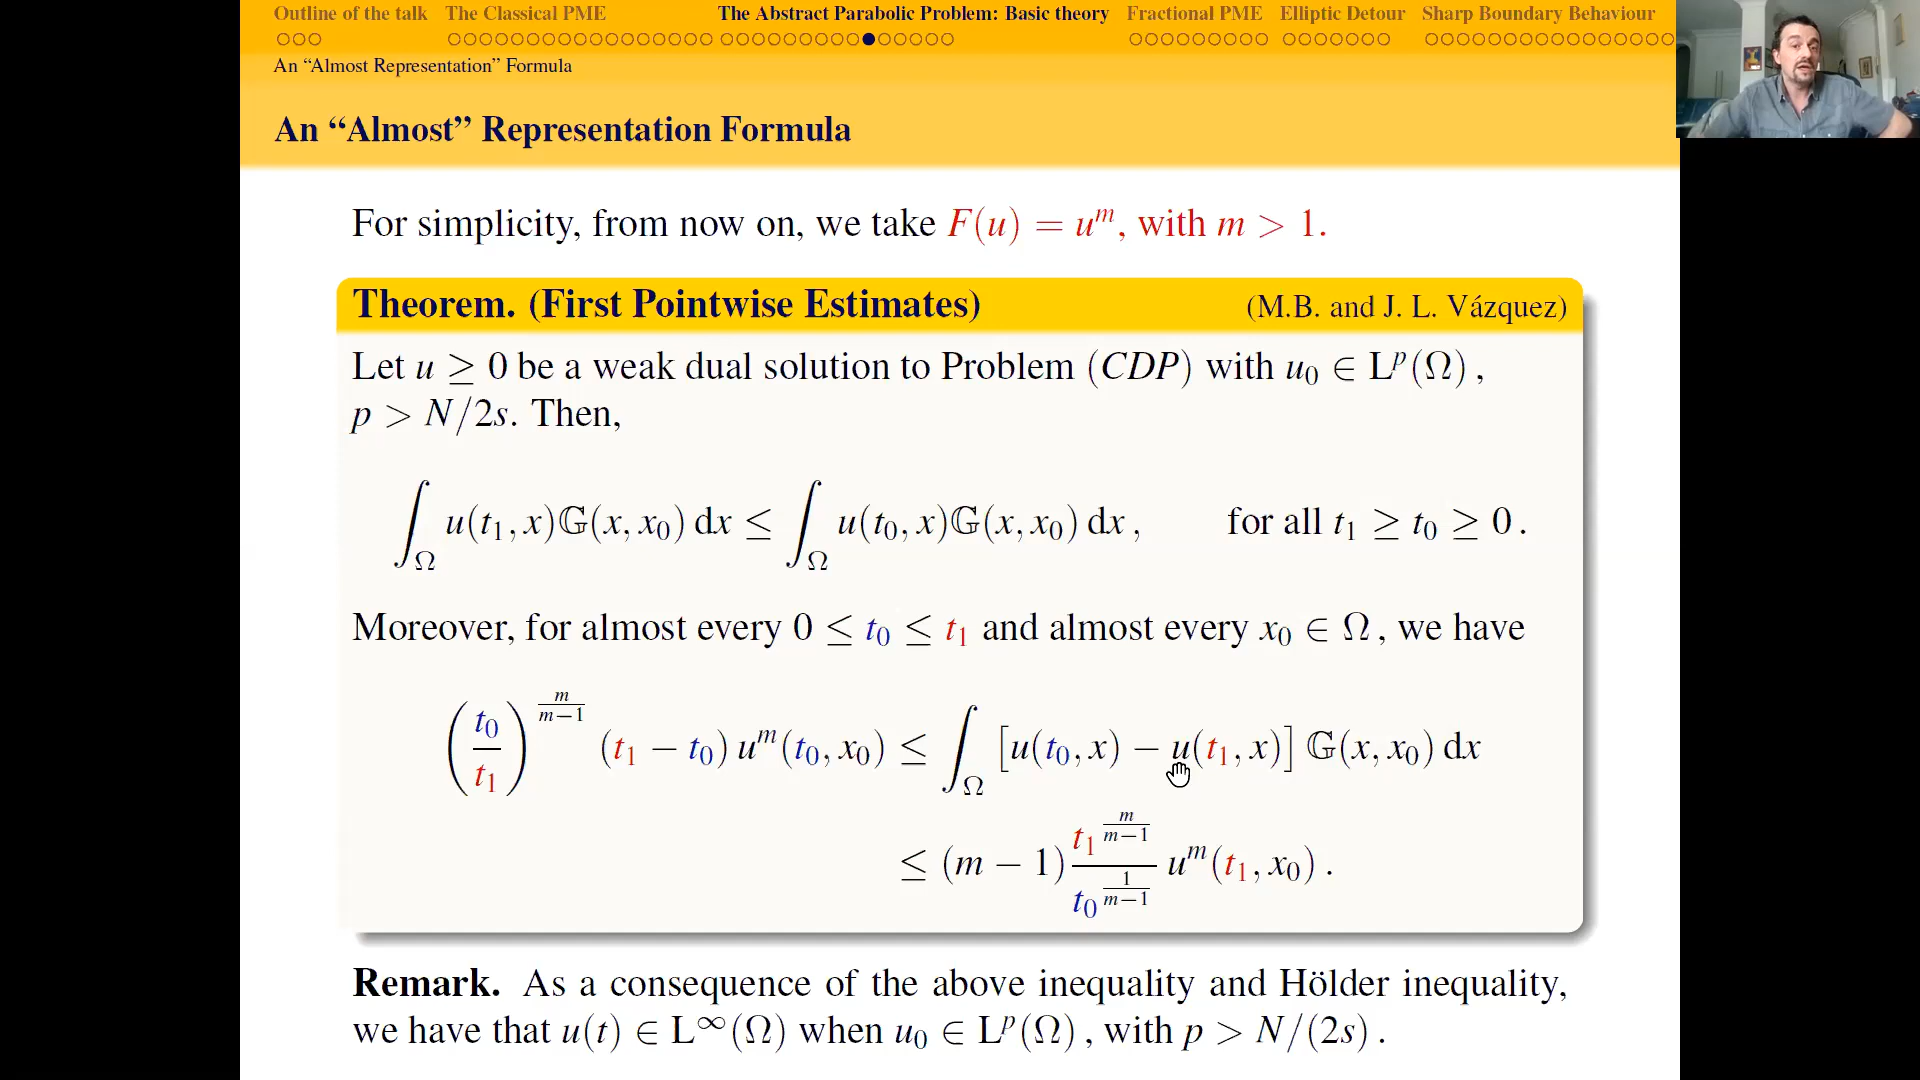 Outline of the talk The Classical PME The Abstract Parabolic Problem: Basic theory Fractional PME Elliptic Detour Sharp Boundary Behaviour
An “Almost Representation” Formula
An “Almost” Representation Formula
For simplicity, from now on, we take F(u) = u^m, with m > 1.
Theorem. (First Pointwise Estimates) (M.B. and J. L. Vázquez)
Let u ≥ 0 be a weak dual solution to Problem (CDP) with u_0 ∈ L^p(Ω) ,
p > N/2s. Then,
∫_Ω u(t_1, x)𝔾(x, x_0) dx ≤ ∫_Ω u(t_0, x)𝔾(x, x_0) dx , for all t_1 ≥ t_0 ≥ 0 .
Moreover, for almost every 0 ≤ t_0 ≤ t_1 and almost every x_0 ∈ Ω , we have
(t_0/t_1)^{m/(m−1)} (t_1 − t_0) u^m(t_0, x_0) ≤ ∫_Ω [u(t_0, x) − u(t_1, x)] 𝔾(x, x_0) dx
≤ (m − 1) t_1^{m/(m−1)} / t_0^{1/(m−1)} u^m(t_1, x_0) .
Remark. As a consequence of the above inequality and Hölder inequality,
we have that u(t) ∈ L^∞(Ω) when u_0 ∈ L^p(Ω) , with p > N/(2s) .